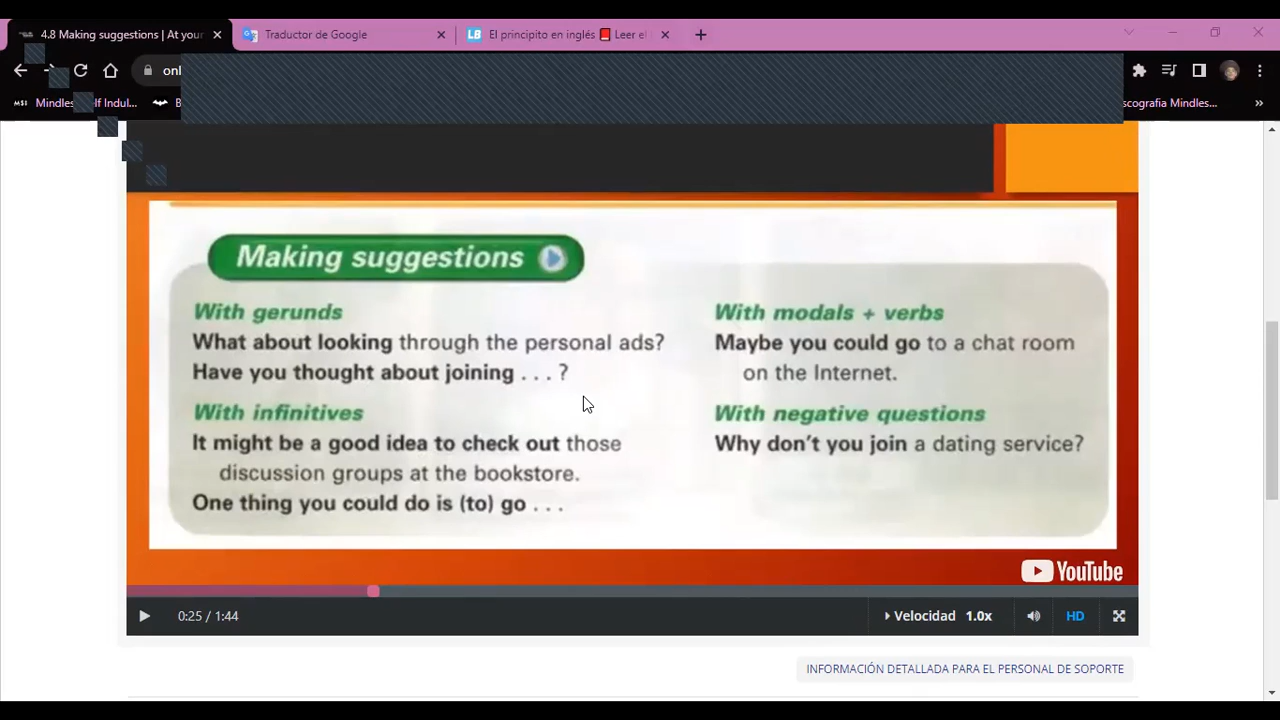 4.8 Making suggestions | At your
Traductor de Google
El principito en inglés 📕 Leer el
onl
MSI Mindles elf Indul...
B
scografia Mindles...
Making suggestions
With gerunds
What about looking through the personal ads?
Have you thought about joining . . . ?
With infinitives
It might be a good idea to check out those
discussion groups at the bookstore.
One thing you could do is (to) go . . .
With modals + verbs
Maybe you could go to a chat room
on the Internet.
With negative questions
Why don't you join a dating service?
YouTube
0:25 / 1:44
Velocidad 1.0x
HD
INFORMACIÓN DETALLADA PARA EL PERSONAL DE SOPORTE